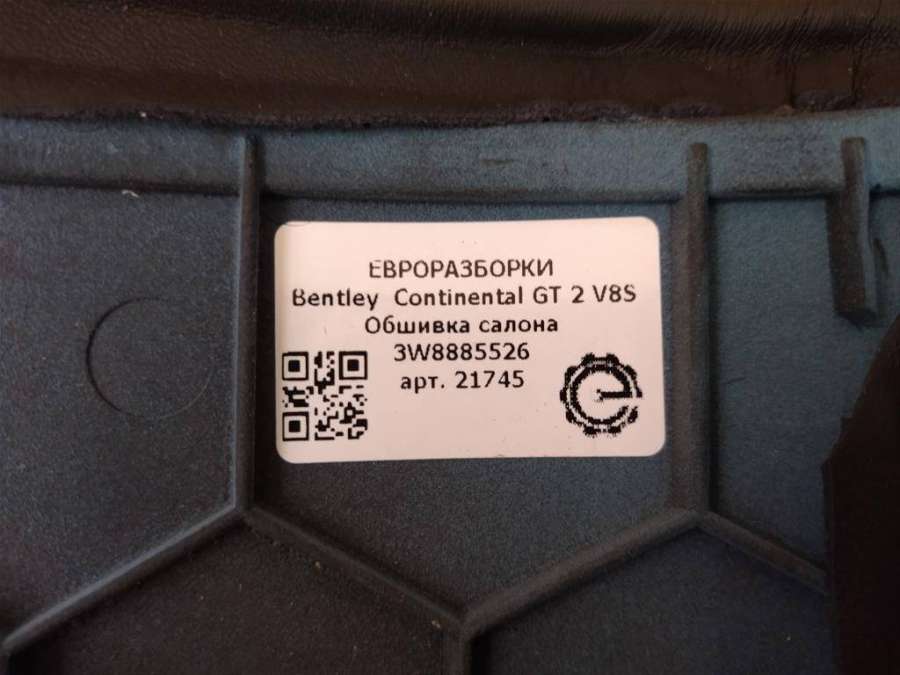 ЕВРОРАЗБОРКИ
Bentley Continental GT 2 V8S
Обшивка салона
3W8885526
арт. 21745